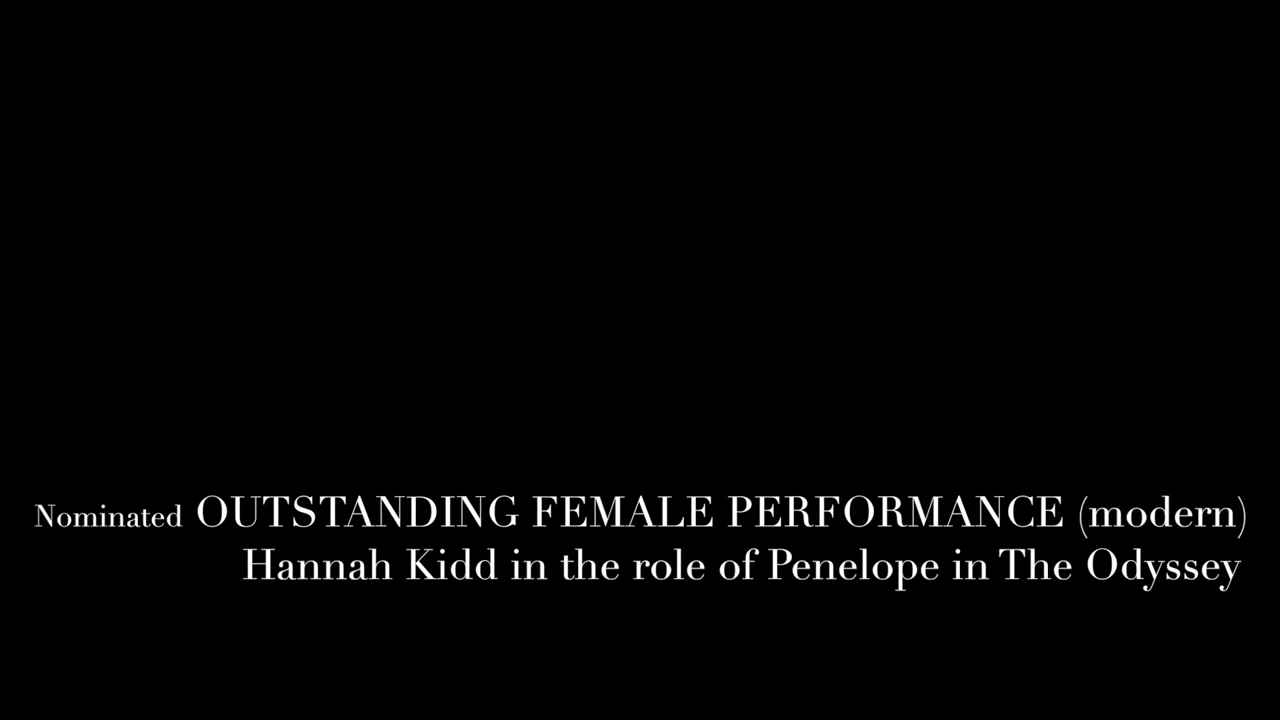 Nominated OUTSTANDING FEMALE PERFORMANCE (modern)
Hannah Kidd in the role of Penelope in The Odyssey